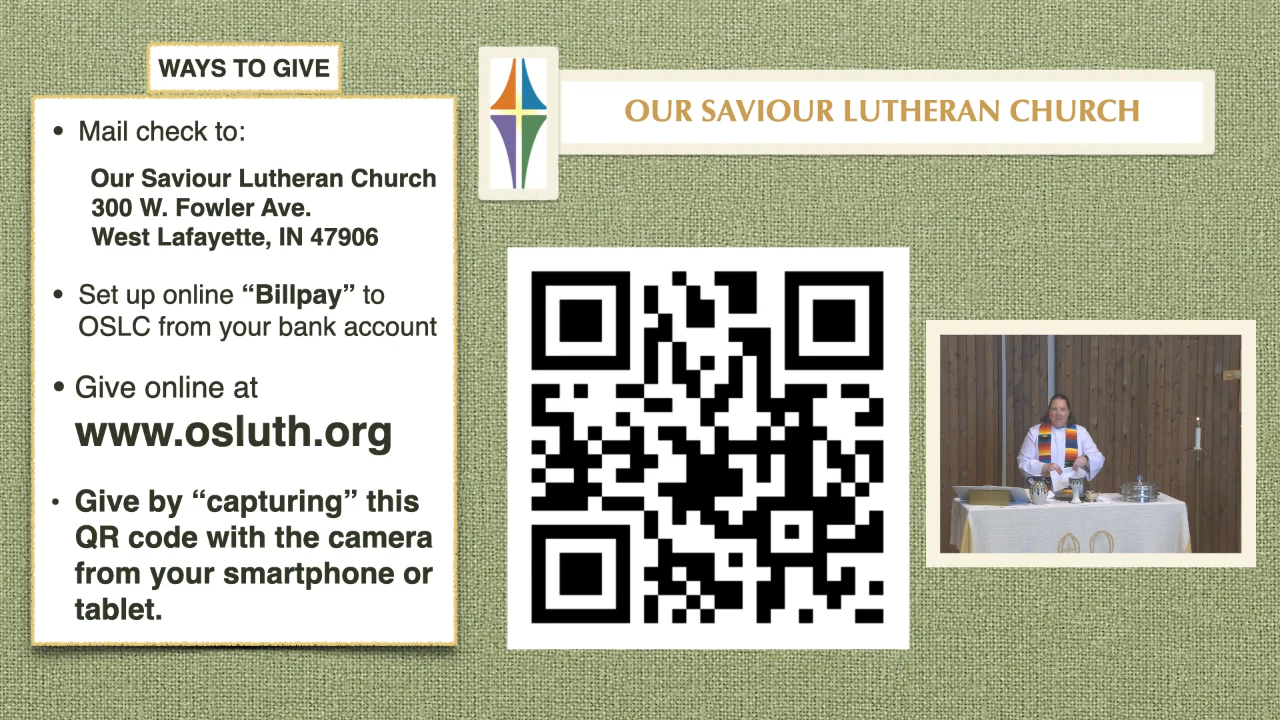 WAYS TO GIVE
• Mail check to:
Our Saviour Lutheran Church
300 W. Fowler Ave.
West Lafayette, IN 47906
• Set up online “Billpay” to
OSLC from your bank account
• Give online at
www.osluth.org
• Give by “capturing” this
QR code with the camera
from your smartphone or
tablet.
OUR SAVIOUR LUTHERAN CHURCH